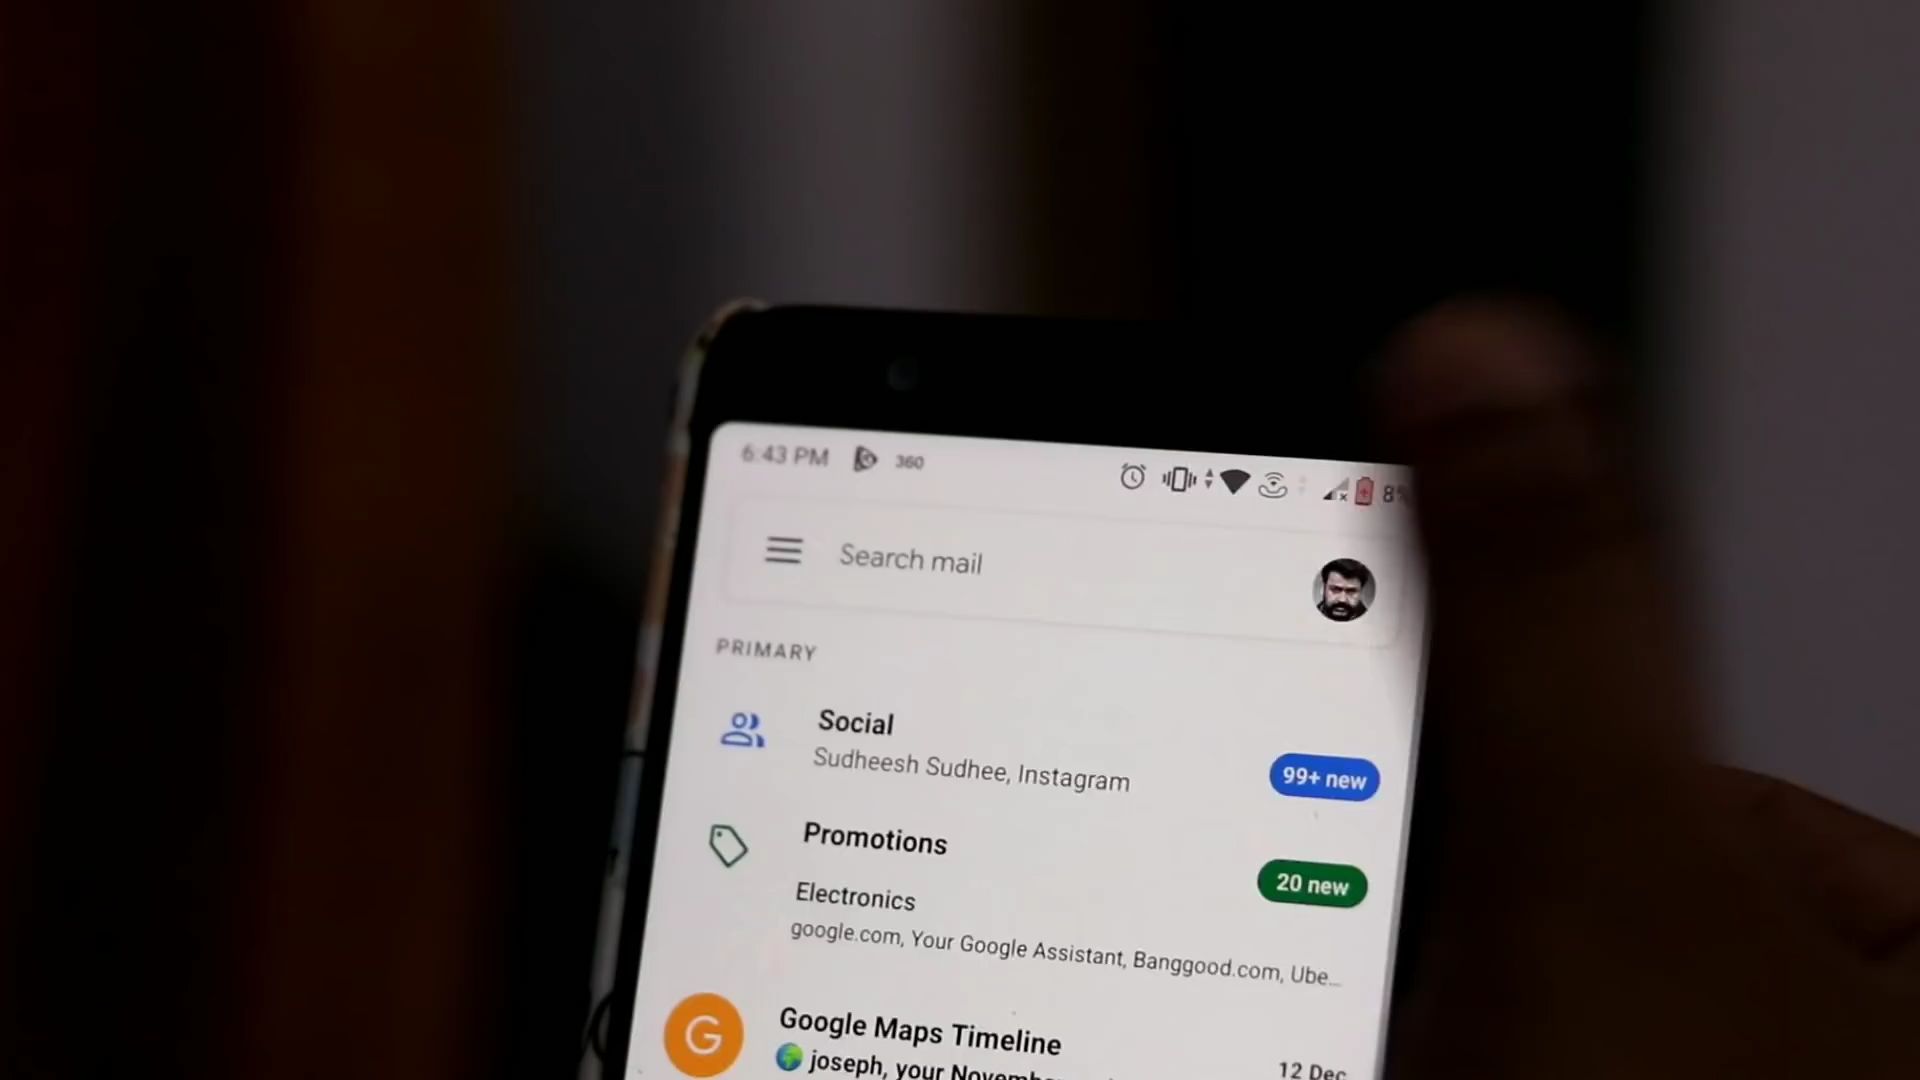 6:43 PM 360 8%
Search mail
PRIMARY
Social
Sudheesh Sudhee, Instagram
99+ new
Promotions
20 new
Electronics
google.com, Your Google Assistant, Banggood.com, Ube...
G
Google Maps Timeline
joseph, your
12 Dec